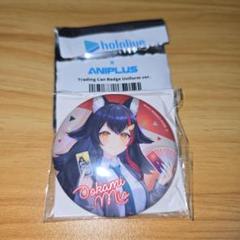 hololive
×
ANIPLUS
Trading Can Badge Uniform ver.
Ookami
Mio